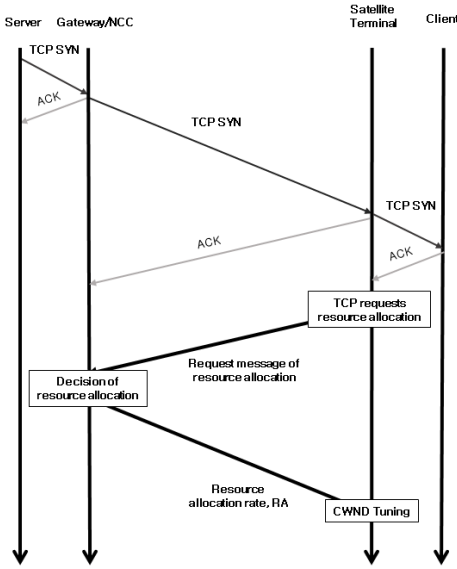 Server
Gateway/NCC
Satellite
Terminal
Client
TCP SYN
ACK
TCP SYN
TCP SYN
ACK
ACK
TCP requests
resource allocation
Request message of
resource allocation
Decision of
resource allocation
Resource
allocation rate, RA
CWND Tuning